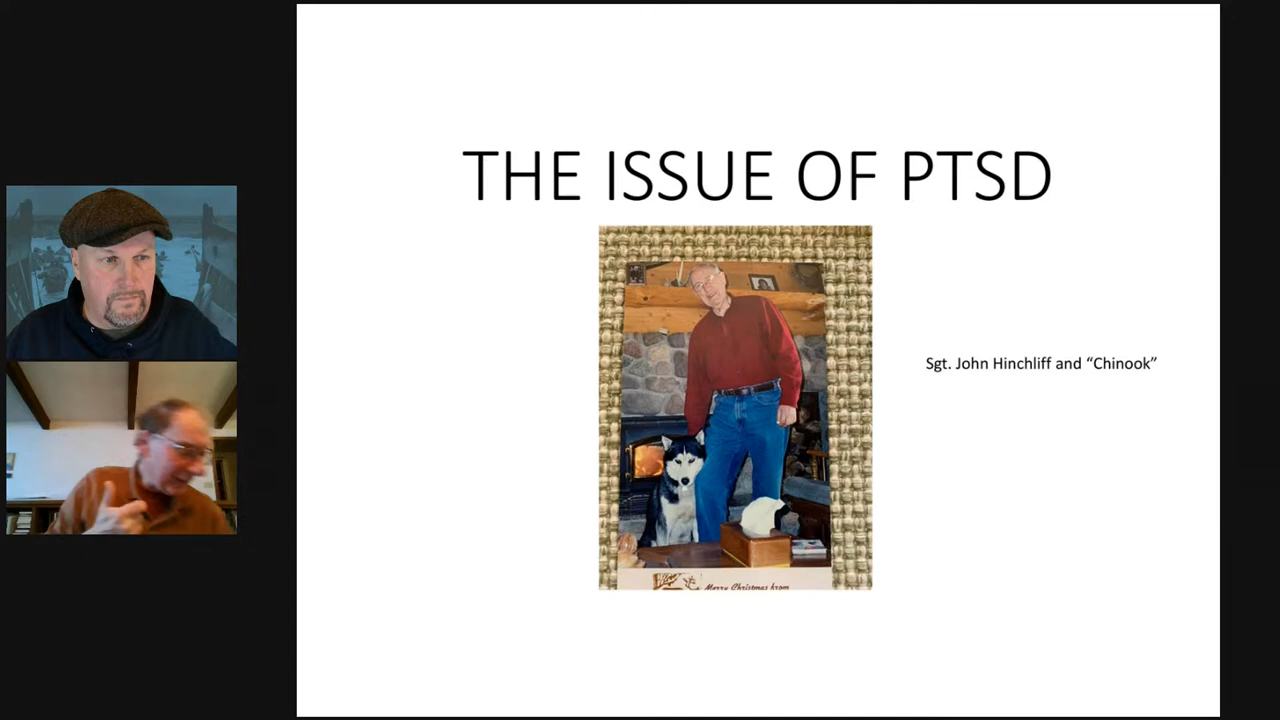 THE ISSUE OF PTSD
Sgt. John Hinchliff and “Chinook”
Merry Christmas from